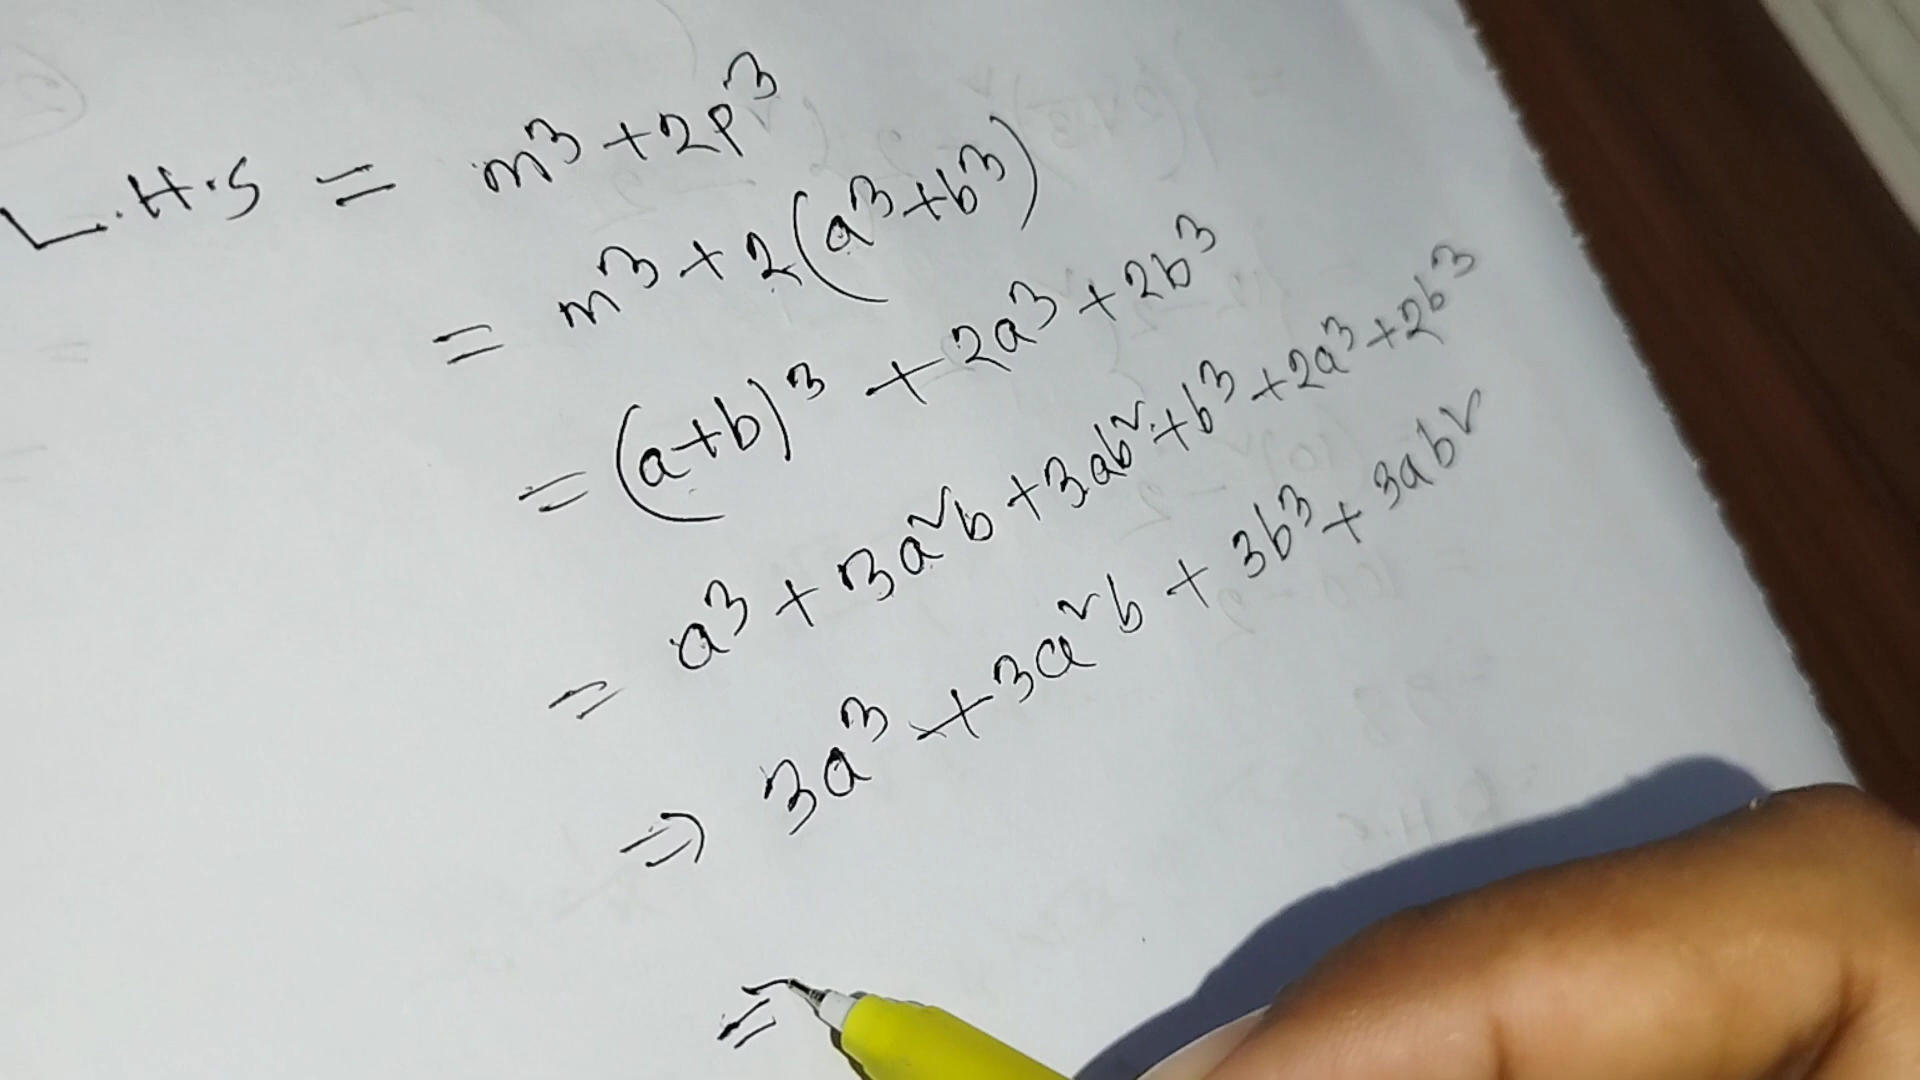 L.H.S = m³ + 2p³
= m³ + 2(a³+b³)
= (a+b)³ + 2a³ + 2b³
= a³ + 3a²b + 3ab² + b³ + 2a³ + 2b³
⇒ 3a³ + 3a²b + 3b³ + 3ab²
=